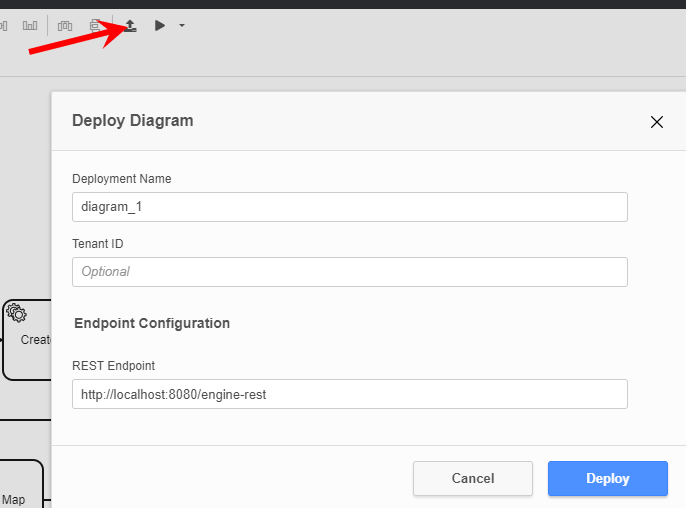 Deploy Diagram
Deployment Name
diagram_1
Tenant ID
Optional
Endpoint Configuration
Creat
REST Endpoint
http://localhost:8080/engine-rest
Cancel
Deploy
Map